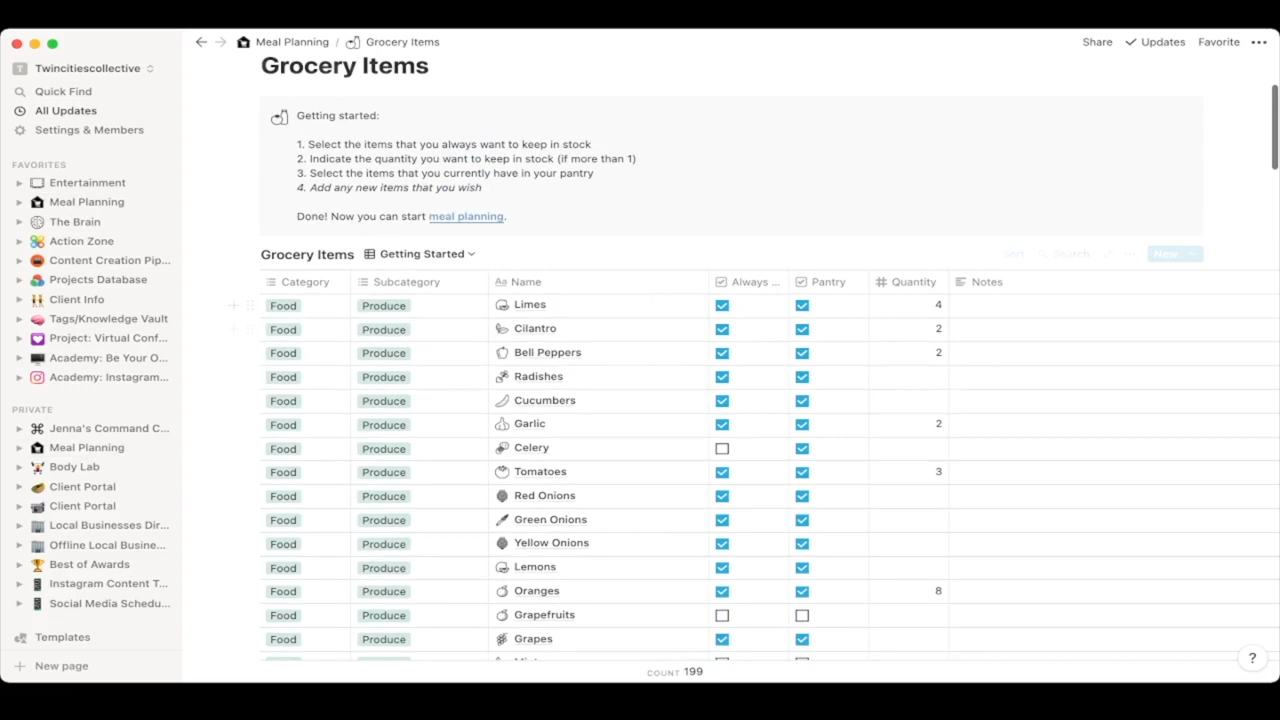 Meal Planning / Grocery Items
Share Updates Favorite
Twincitiescollective
Quick Find
All Updates
Settings & Members
FAVORITES
Entertainment
Meal Planning
The Brain
Action Zone
Content Creation Pip...
Projects Database
Client Info
Tags/Knowledge Vault
Project: Virtual Conf...
Academy: Be Your O...
Academy: Instagram...
PRIVATE
Jenna's Command C...
Meal Planning
Body Lab
Client Portal
Client Portal
Local Businesses Dir...
Offline Local Busine...
Best of Awards
Instagram Content T...
Social Media Schedu...
Templates
New page
Grocery Items
Getting started:
1. Select the items that you always want to keep in stock
2. Indicate the quantity you want to keep in stock (if more than 1)
3. Select the items that you currently have in your pantry
4. Add any new items that you wish
Done! Now you can start meal planning.
Grocery Items Getting Started
Sort Search New
Category Subcategory Aa Name Always ... Pantry Quantity Notes
Food Produce Limes 4
Food Produce Cilantro 2
Food Produce Bell Peppers 2
Food Produce Radishes
Food Produce Cucumbers
Food Produce Garlic 2
Food Produce Celery
Food Produce Tomatoes 3
Food Produce Red Onions
Food Produce Green Onions
Food Produce Yellow Onions
Food Produce Lemons
Food Produce Oranges 8
Food Produce Grapefruits
Food Produce Grapes
COUNT 199
?